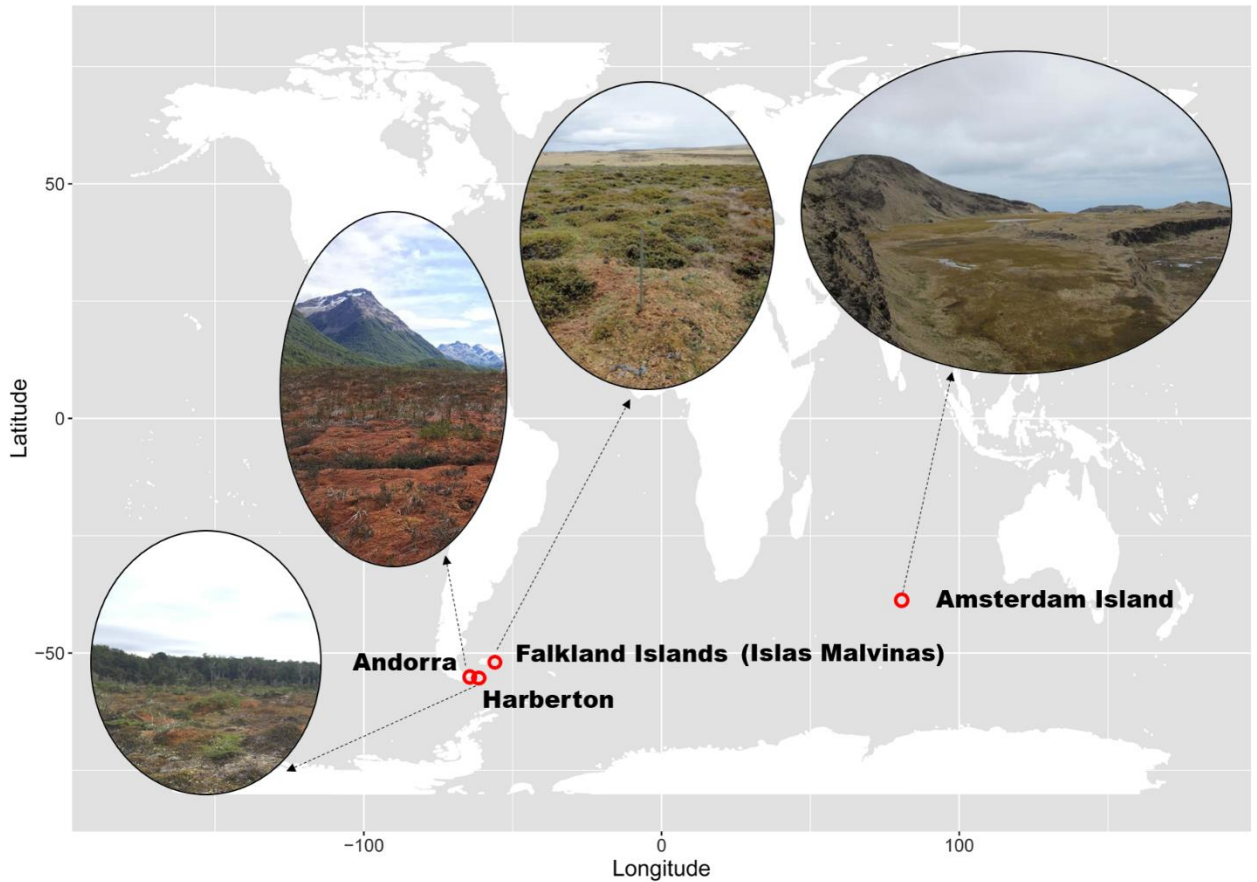 50
0
−50
Latitude
Amsterdam Island
Andorra
Falkland Islands (Islas Malvinas)
Harberton
−100
0
100
Longitude